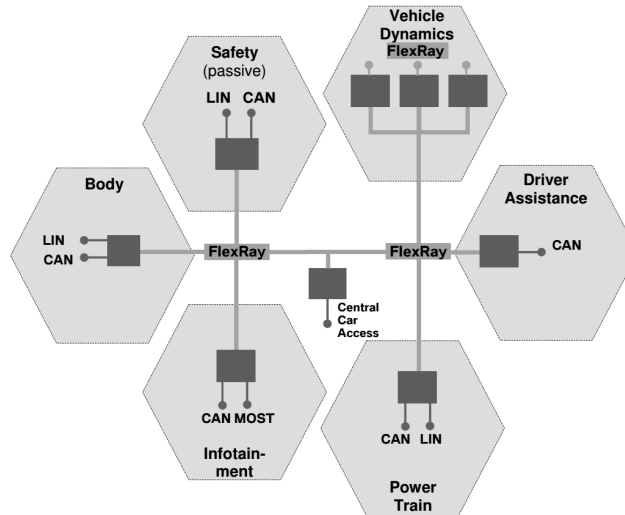 Safety
(passive)
LIN CAN
Vehicle
Dynamics
FlexRay
Body
LIN
CAN
Driver
Assistance
CAN
FlexRay
FlexRay
Central
Car
Access
CAN MOST
Infotain-
ment
CAN LIN
Power
Train